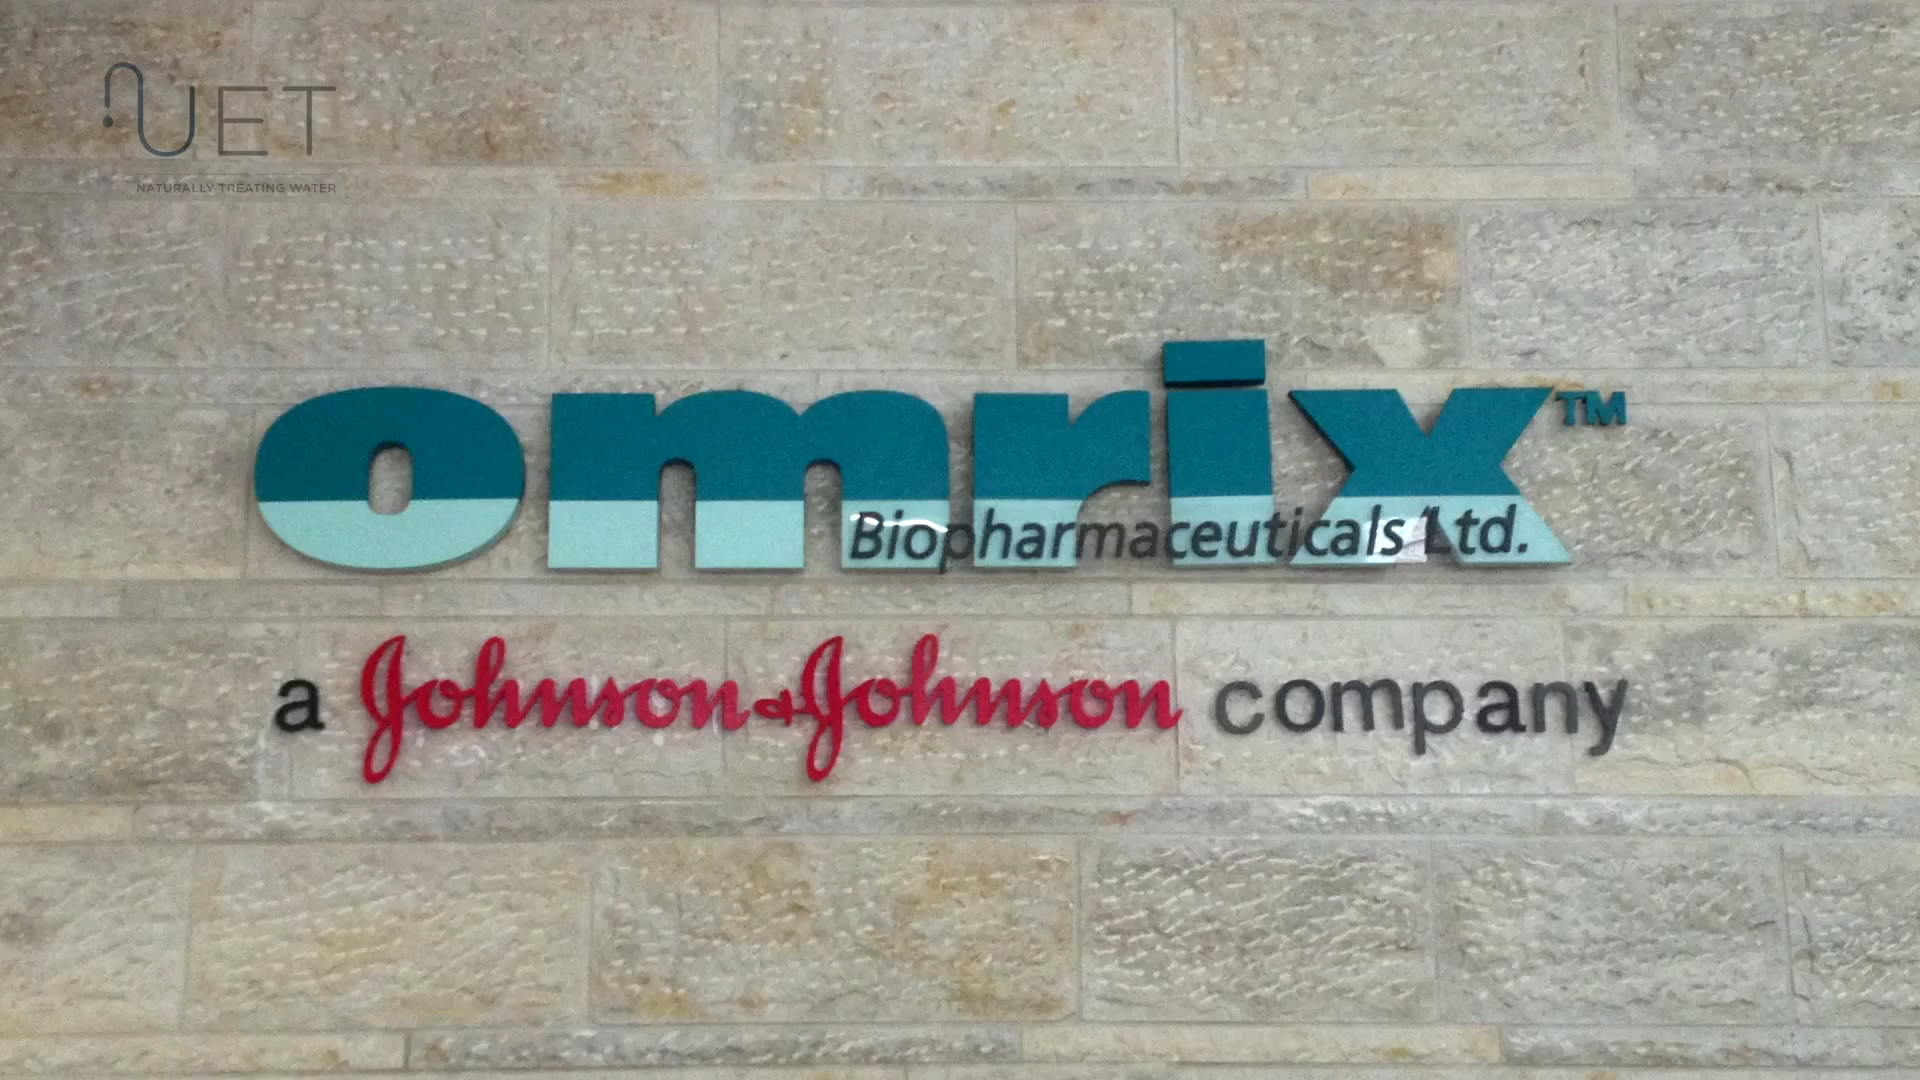 UET
NATURALLY TREATING WATER
omrix™
Biopharmaceuticals Ltd.
a Johnson & Johnson company